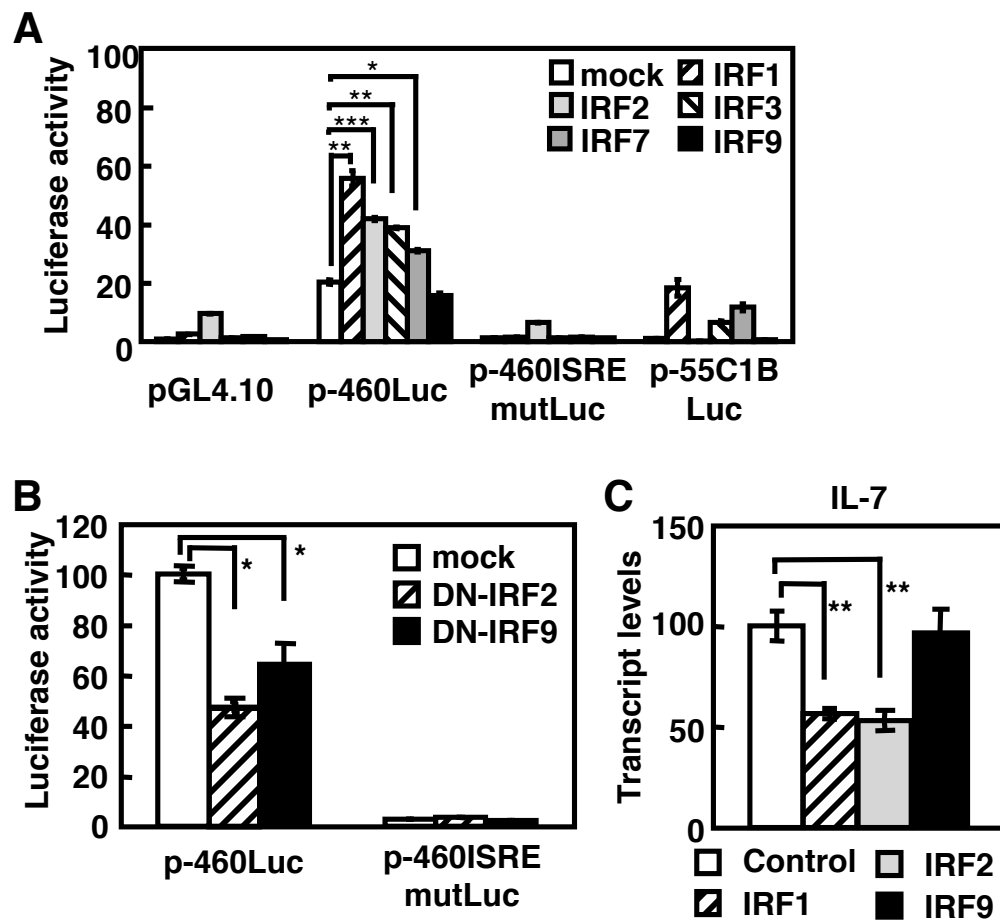 A
Luciferase activity
100
80
60
40
20
0
*
**
***
**
mock
IRF1
IRF2
IRF3
IRF7
IRF9
pGL4.10
p-460Luc
p-460ISRE
mutLuc
p-55C1B
Luc
B
Luciferase activity
120
100
80
60
40
20
0
*
*
mock
DN-IRF2
DN-IRF9
p-460Luc
p-460ISRE
mutLuc
C
IL-7
Transcript levels
150
100
50
0
**
**
Control
IRF2
IRF1
IRF9